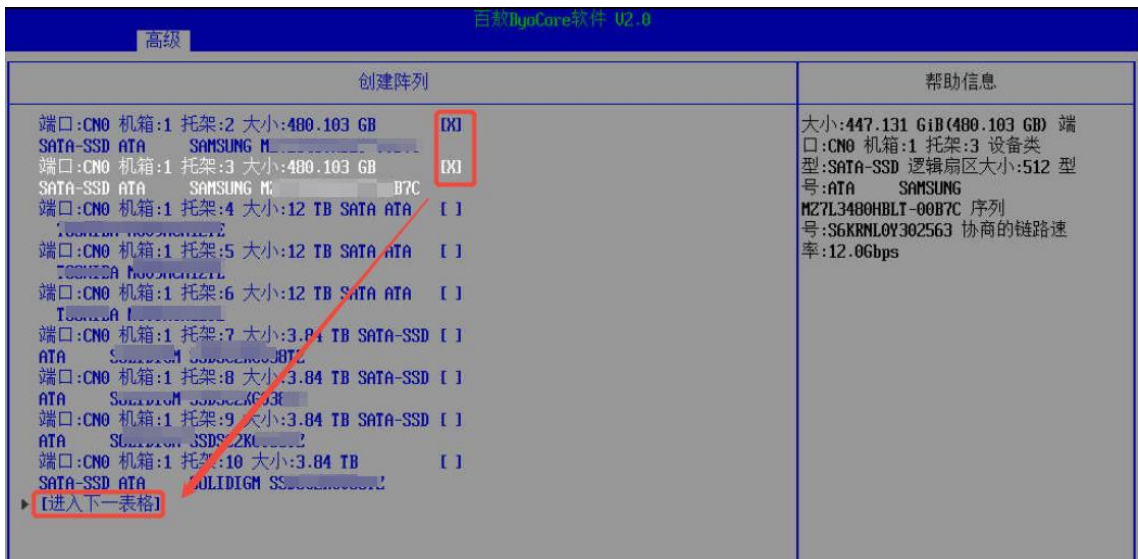 百敖ByoCore软件 V2.0
高级
创建阵列
端口:CN0 机箱:1 托架:2 大小:480.103 GB [X]
SATA-SSD ATA SAMSUNG
端口:CN0 机箱:1 托架:3 大小:480.103 GB [X]
SATA-SSD ATA SAMSUNG B7C
端口:CN0 机箱:1 托架:4 大小:12 TB SATA ATA [ ]
端口:CN0 机箱:1 托架:5 大小:12 TB SATA ATA [ ]
端口:CN0 机箱:1 托架:6 大小:12 TB SATA ATA [ ]
端口:CN0 机箱:1 托架:7 大小:3.84 TB SATA-SSD [ ]
ATA
端口:CN0 机箱:1 托架:8 大小:3.84 TB SATA-SSD [ ]
ATA
端口:CN0 机箱:1 托架:9 大小:3.84 TB SATA-SSD [ ]
ATA
端口:CN0 机箱:1 托架:10 大小:3.84 TB [ ]
SATA-SSD ATA SOLIDIGM
[进入下一表格]
帮助信息
大小:447.131 GiB(480.103 GB) 端
口:CN0 机箱:1 托架:3 设备类
型:SATA-SSD 逻辑扇区大小:512 型
号:ATA SAMSUNG
MZ7L3480HBLT-00B7C 序列
号:S6KRNL0Y302563 协商的链路速
率:12.0Gbps